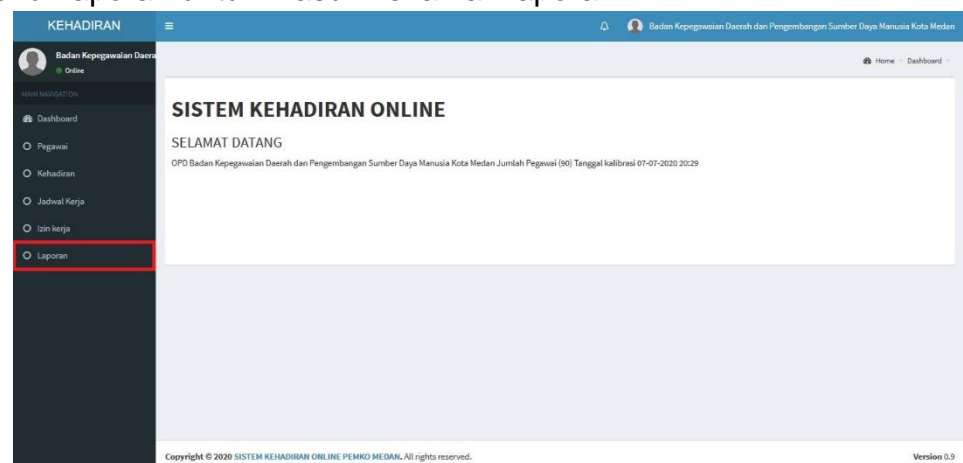 KEHADIRAN
Badan Kepegawaian Daerah dan Pengembangan Sumber Daya Manusia Kota Medan
Badan Kepegawaian Daera
Online
Home
Dashboard
MAIN NAVIGATION
Dashboard
Pegawai
Kehadiran
Jadwal Kerja
Izin kerja
Laporan
SISTEM KEHADIRAN ONLINE
SELAMAT DATANG
OPD Badan Kepegawaian Daerah dan Pengembangan Sumber Daya Manusia Kota Medan Jumlah Pegawai (90) Tanggal kalibrasi 07-07-2020 20:29
Copyright © 2020 SISTEM KEHADIRAN ONLINE PEMKO MEDAN. All rights reserved.
Version 0.9